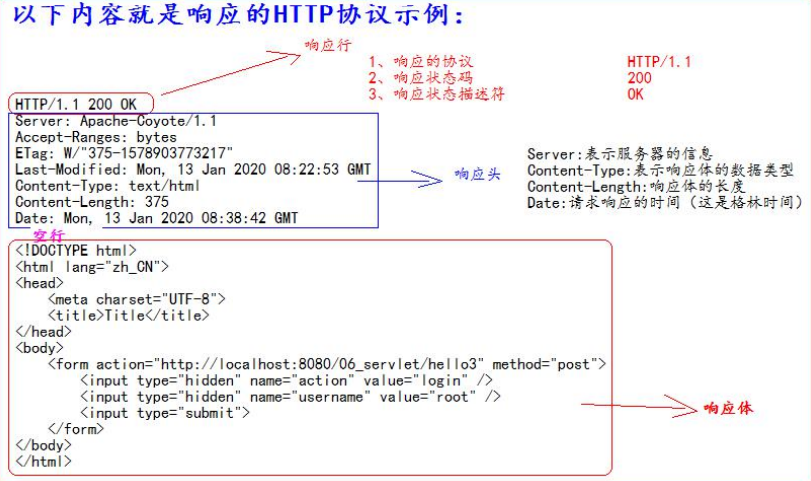 以下内容就是响应的HTTP协议示例：
响应行
1、响应的协议 HTTP/1.1
2、响应状态码 200
3、响应状态描述符 OK
HTTP/1.1 200 OK
Server: Apache-Coyote/1.1
Accept-Ranges: bytes
ETag: W/"375-1578903773217"
Last-Modified: Mon, 13 Jan 2020 08:22:53 GMT
Content-Type: text/html
Content-Length: 375
Date: Mon, 13 Jan 2020 08:38:42 GMT
响应头
Server:表示服务器的信息
Content-Type:表示响应体的数据类型
Content-Length:响应体的长度
Date:请求响应的时间（这是格林时间）
空行
<!DOCTYPE html>
<html lang="zh_CN">
<head>
    <meta charset="UTF-8">
    <title>Title</title>
</head>
<body>
    <form action="http://localhost:8080/06_servlet/hello3" method="post">
        <input type="hidden" name="action" value="login" />
        <input type="hidden" name="username" value="root" />
        <input type="submit">
    </form>
</body>
</html>
响应体